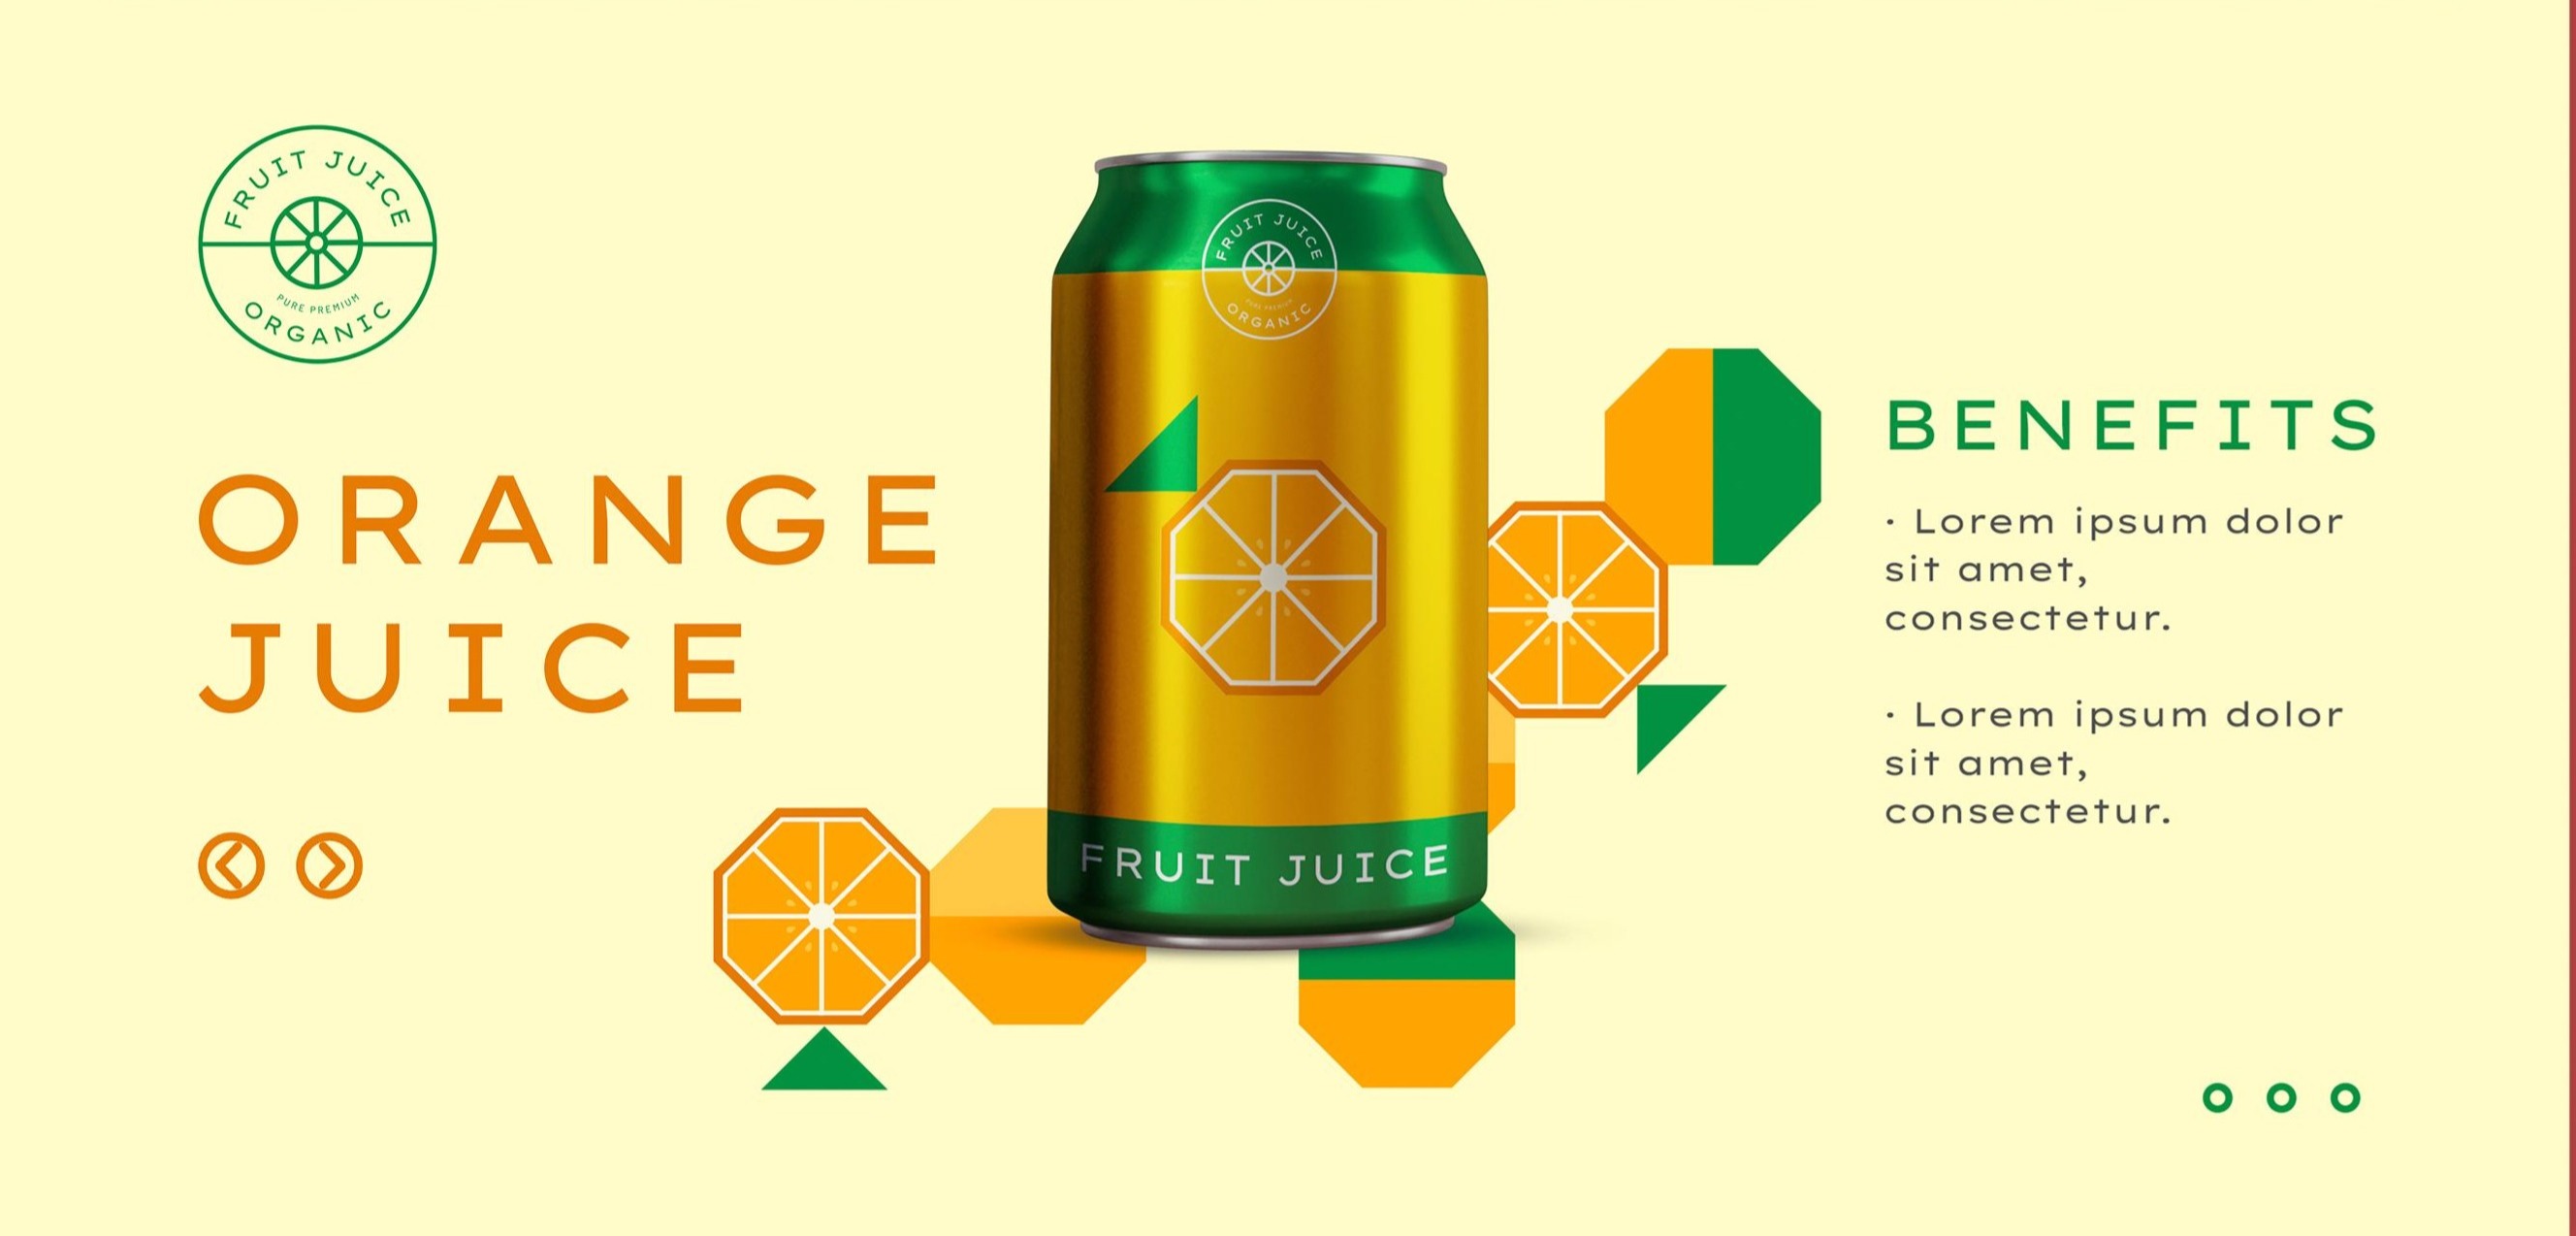 FRUIT JUICE
PURE PREMIUM
ORGANIC
ORANGE
JUICE
FRUIT JUICE
PURE PREMIUM
ORGANIC
FRUIT JUICE
BENEFITS
· Lorem ipsum dolor
sit amet,
consectetur.
· Lorem ipsum dolor
sit amet,
consectetur.